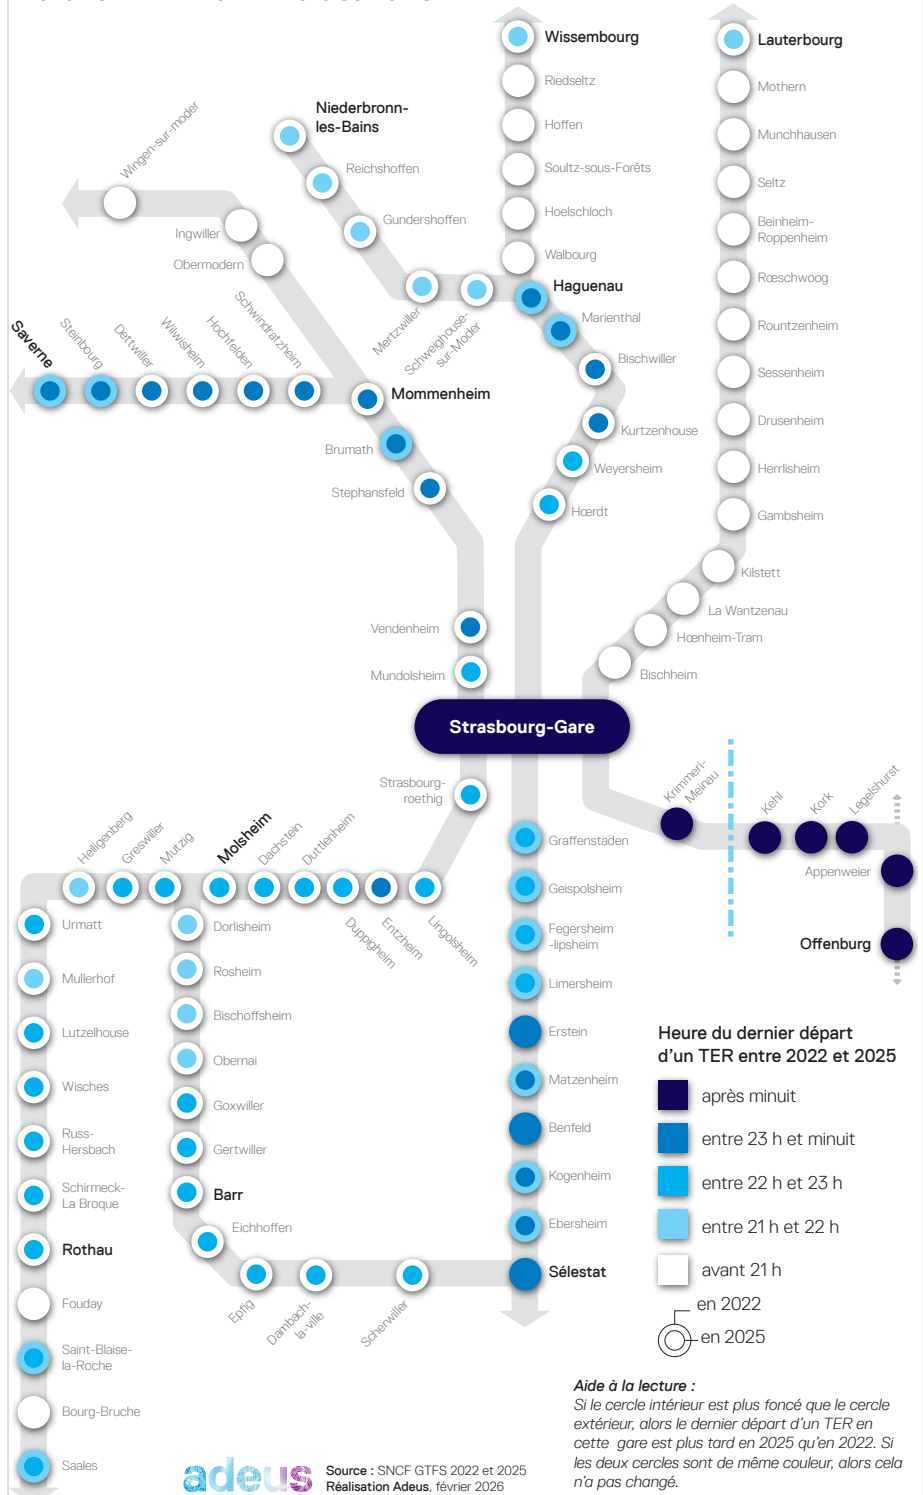 Wissembourg
Riedseltz
Hoffen
Soultz-sous-Forêts
Hoelschloch
Walbourg
Lauterbourg
Mothern
Munchhausen
Seltz
Beinheim-
Roppenheim
Rœschwoog
Rountzenheim
Sessenheim
Drusenheim
Herrlisheim
Gambsheim
Kilstett
La Wantzenau
Hœnheim-Tram
Bischheim
Niederbronn-
les-Bains
Reichshoffen
Gundershoffen
Mertzwiller
Schweighouse-
sur-Moder
Haguenau
Marienthal
Bischwiller
Kurtzenhouse
Weyersheim
Hœrdt
Wingen-sur-moder
Ingwiller
Obermodern
Saverne
Steinbourg
Dettwiller
Wilwisheim
Hochfelden
Schwindratzheim
Mommenheim
Brumath
Stephansfeld
Vendenheim
Mundolsheim
Strasbourg-Gare
Strasbourg-
roethig
Krimmeri-
Meinau
Kehl
Kork
Legelshurst
Appenweier
Offenburg
Heiligenberg
Greswiller
Mutzig
Molsheim
Dachstein
Duttlenheim
Duppigheim
Entzheim
Lingolsheim
Urmatt
Mullerhof
Lutzelhouse
Wisches
Russ-
Hersbach
Schirmeck-
La Broque
Rothau
Fouday
Saint-Blaise-
la-Roche
Bourg-Bruche
Saales
Dorlisheim
Rosheim
Bischoffsheim
Obernai
Goxwiller
Gertwiller
Barr
Eichhoffen
Epfig
Dambach-
la-ville
Scherwiller
Graffenstaden
Geispolsheim
Fegersheim
-lipsheim
Limersheim
Erstein
Matzenheim
Benfeld
Kogenheim
Ebersheim
Sélestat
Heure du dernier départ
d'un TER entre 2022 et 2025
après minuit
entre 23 h et minuit
entre 22 h et 23 h
entre 21 h et 22 h
avant 21 h
en 2022
en 2025
Aide à la lecture :
Si le cercle intérieur est plus foncé que le cercle
extérieur, alors le dernier départ d'un TER en
cette gare est plus tard en 2025 qu'en 2022. Si
les deux cercles sont de même couleur, alors cela
n'a pas changé.
adeus
Source : SNCF GTFS 2022 et 2025
Réalisation Adeus, février 2026